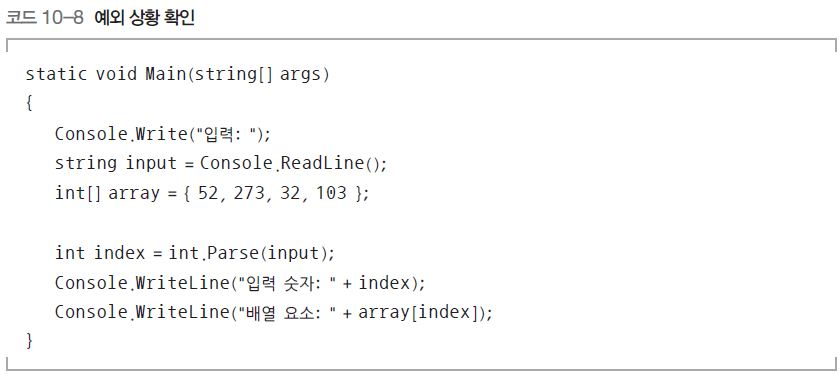 코드 10-8 예외 상황 확인
static void Main(string[] args)
{
Console.Write("입력: ");
string input = Console.ReadLine();
int[] array = { 52, 273, 32, 103 };
int index = int.Parse(input);
Console.WriteLine("입력 숫자: " + index);
Console.WriteLine("배열 요소: " + array[index]);
}